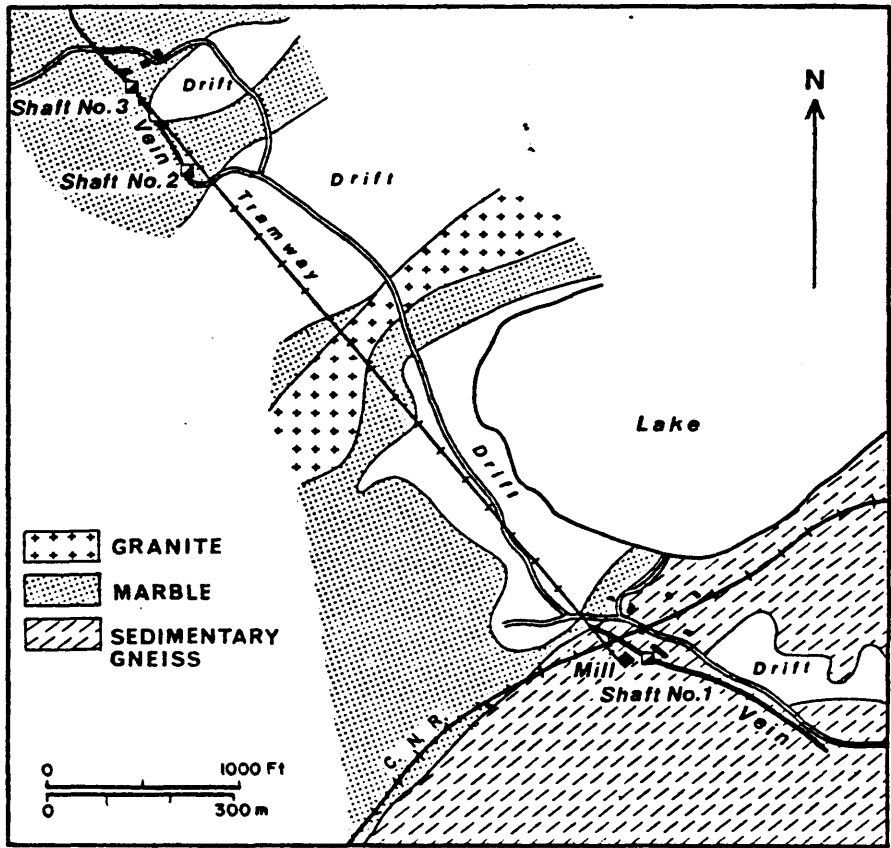 Drift
N
Shaft No. 3
Vein
Shaft No. 2
Drift
Tramway
Lake
Drift
GRANITE
MARBLE
SEDIMENTARY
GNEISS
Mill
Drift
Shaft No. 1
Vein
C. N. R.
0 1000 Ft
0 300 m